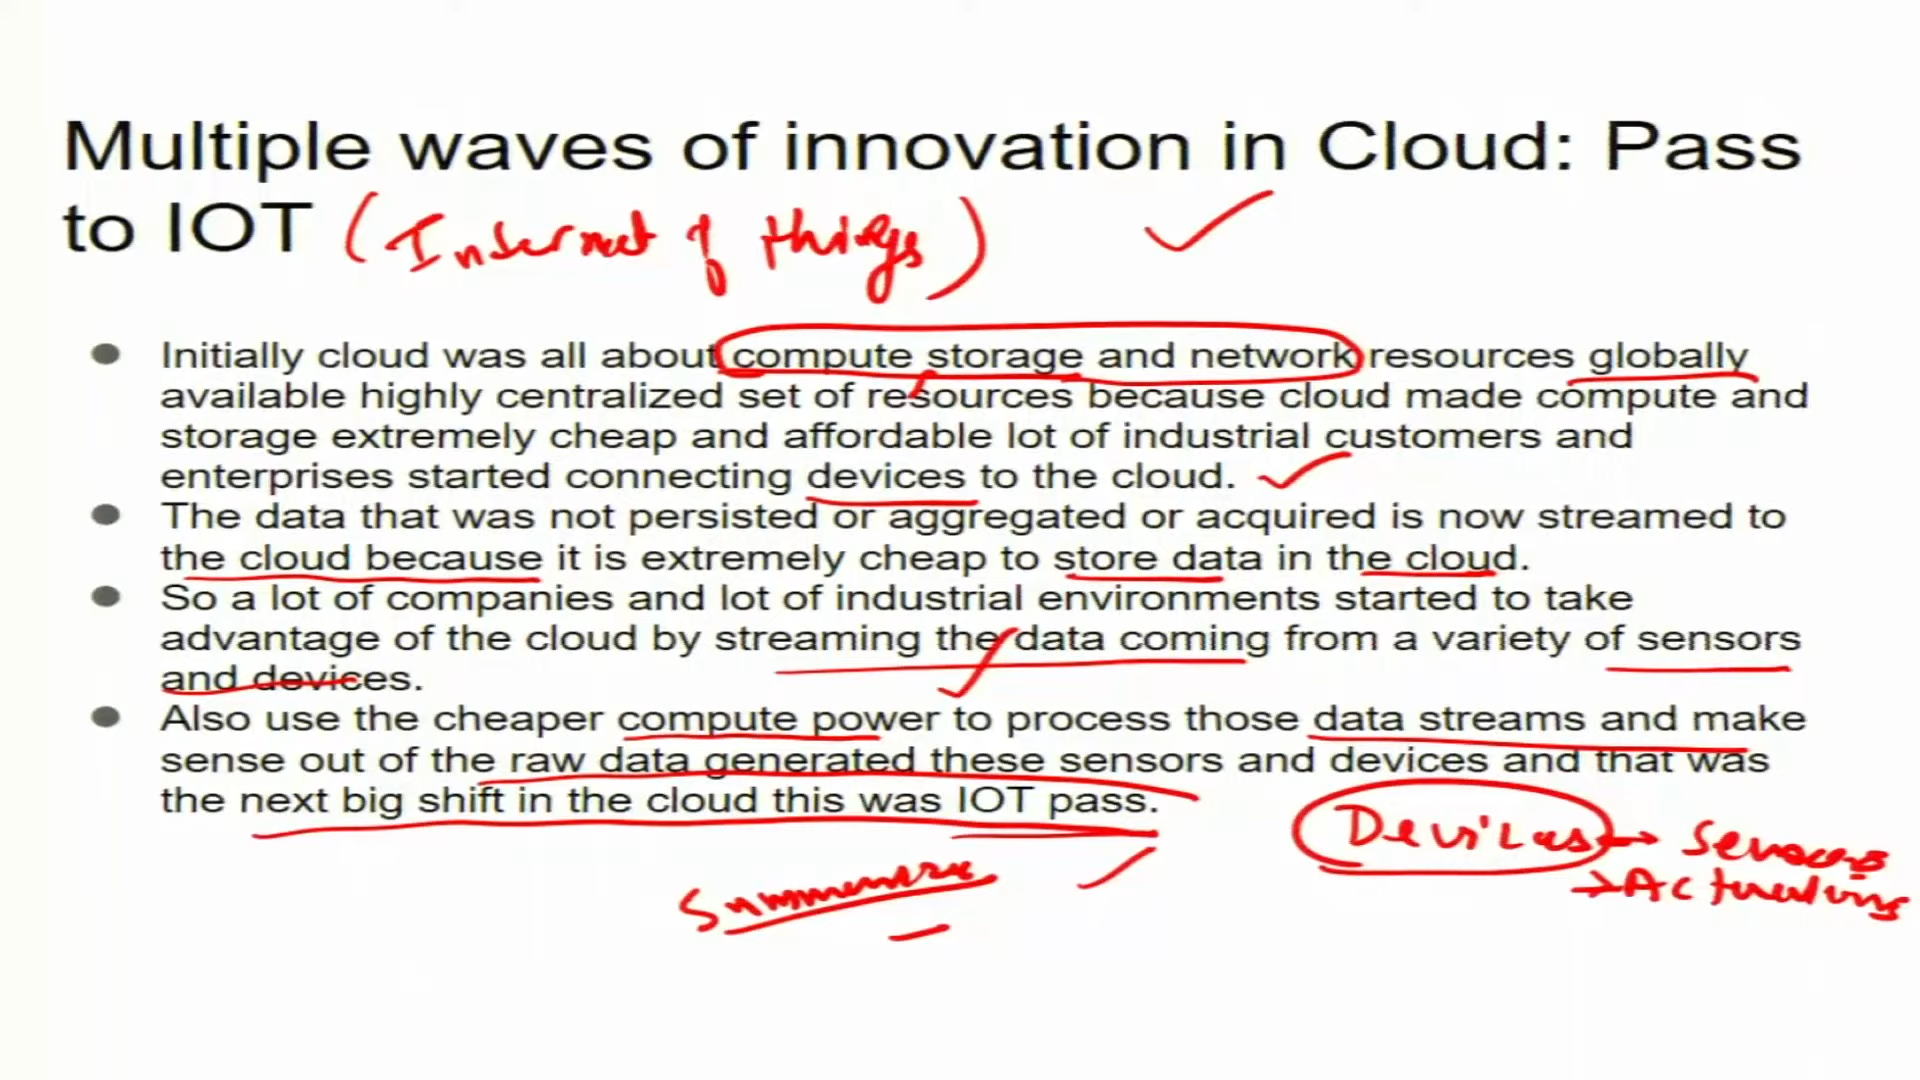 Multiple waves of innovation in Cloud: Pass
to IOT (Internet of things)
● Initially cloud was all about compute storage and network resources globally
available highly centralized set of resources because cloud made compute and
storage extremely cheap and affordable lot of industrial customers and
enterprises started connecting devices to the cloud.
● The data that was not persisted or aggregated or acquired is now streamed to
the cloud because it is extremely cheap to store data in the cloud.
● So a lot of companies and lot of industrial environments started to take
advantage of the cloud by streaming the data coming from a variety of sensors
and devices.
● Also use the cheaper compute power to process those data streams and make
sense out of the raw data generated these sensors and devices and that was
the next big shift in the cloud this was IOT pass.
Devices → Sensors
→ Actuators